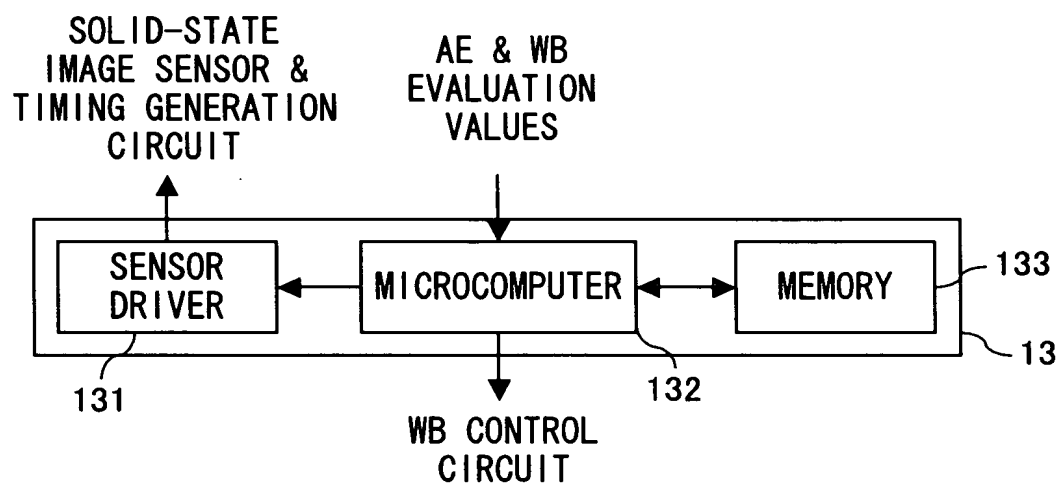 SOLID-STATE
IMAGE SENSOR &
TIMING GENERATION
CIRCUIT
AE & WB
EVALUATION
VALUES
SENSOR
DRIVER
MICROCOMPUTER
MEMORY
133
13
131
132
WB CONTROL
CIRCUIT